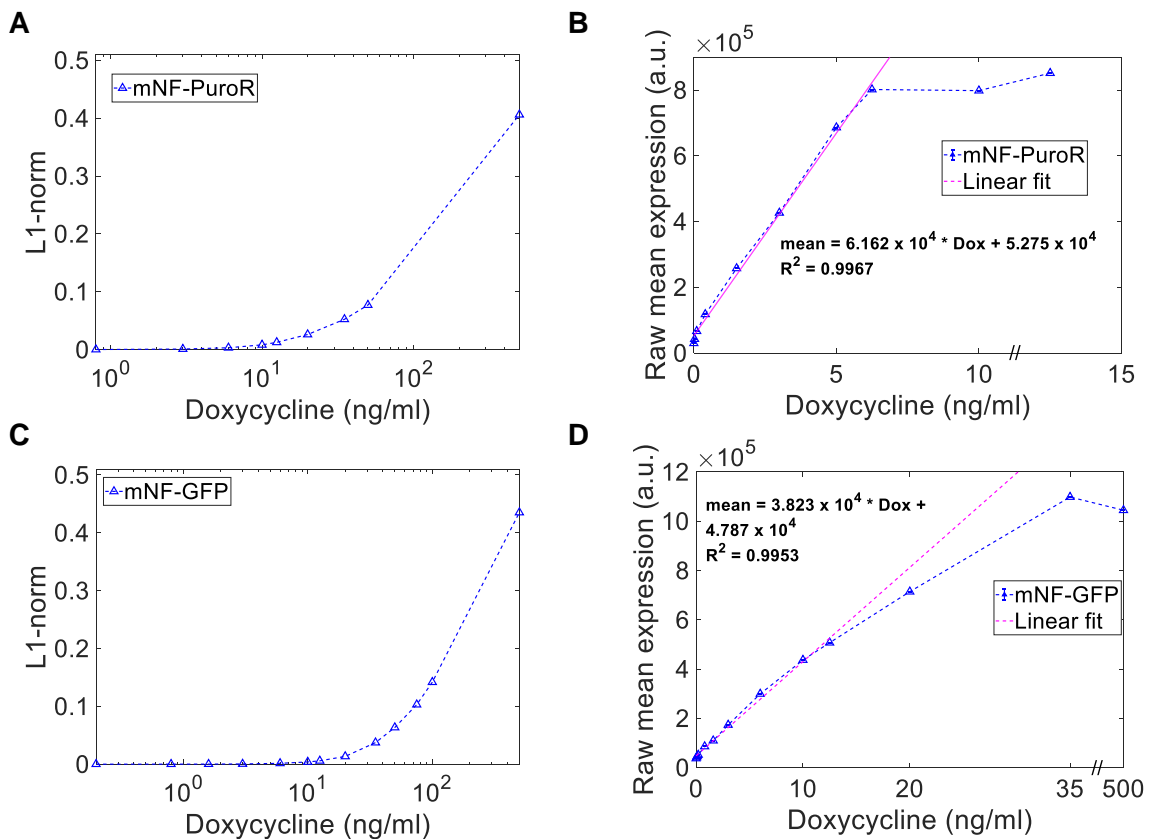 A
0.5
0.4
0.3
0.2
0.1
0
L1-norm
mNF-PuroR
10^0
10^1
10^2
Doxycycline (ng/ml)
B
×10^5
8
6
4
2
0
Raw mean expression (a.u.)
mNF-PuroR
Linear fit
mean = 6.162 x 10^4 * Dox + 5.275 x 10^4
R^2 = 0.9967
0
5
10
//
15
Doxycycline (ng/ml)
C
0.5
0.4
0.3
0.2
0.1
0
L1-norm
mNF-GFP
10^0
10^1
10^2
Doxycycline (ng/ml)
D
×10^5
12
10
8
6
4
2
0
Raw mean expression (a.u.)
mean = 3.823 x 10^4 * Dox +
4.787 x 10^4
R^2 = 0.9953
mNF-GFP
Linear fit
0
10
20
35
//
500
Doxycycline (ng/ml)